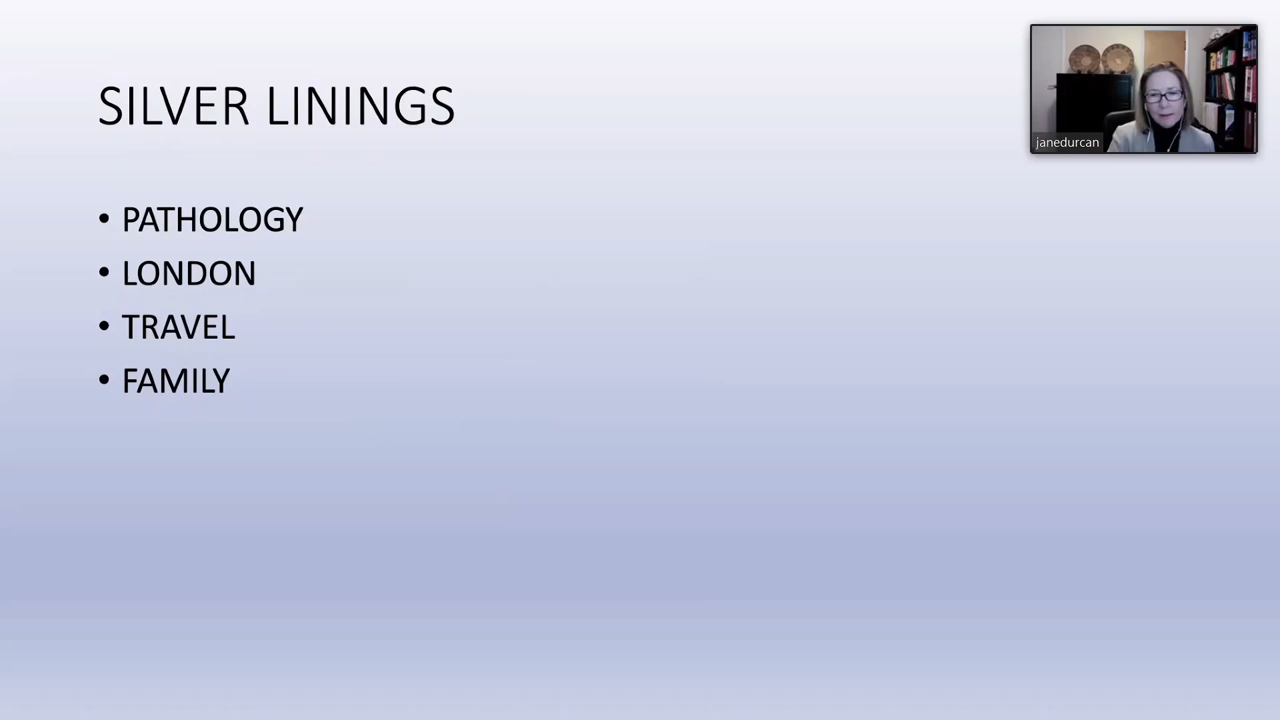 SILVER LININGS
• PATHOLOGY
• LONDON
• TRAVEL
• FAMILY
janedurcan